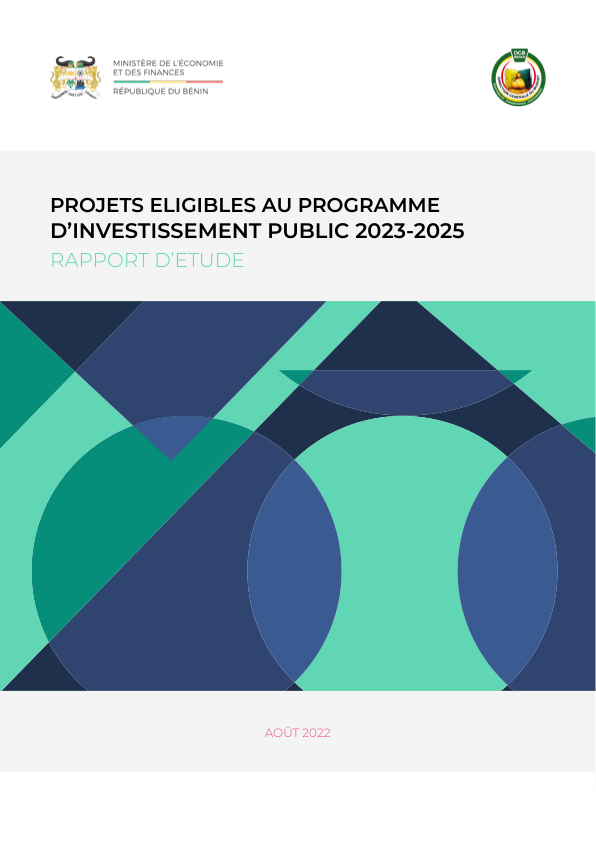 MINISTÈRE DE L'ÉCONOMIE
ET DES FINANCES
RÉPUBLIQUE DU BÉNIN
DGB
PROJETS ELIGIBLES AU PROGRAMME
D'INVESTISSEMENT PUBLIC 2023-2025
RAPPORT D'ETUDE
AOÛT 2022